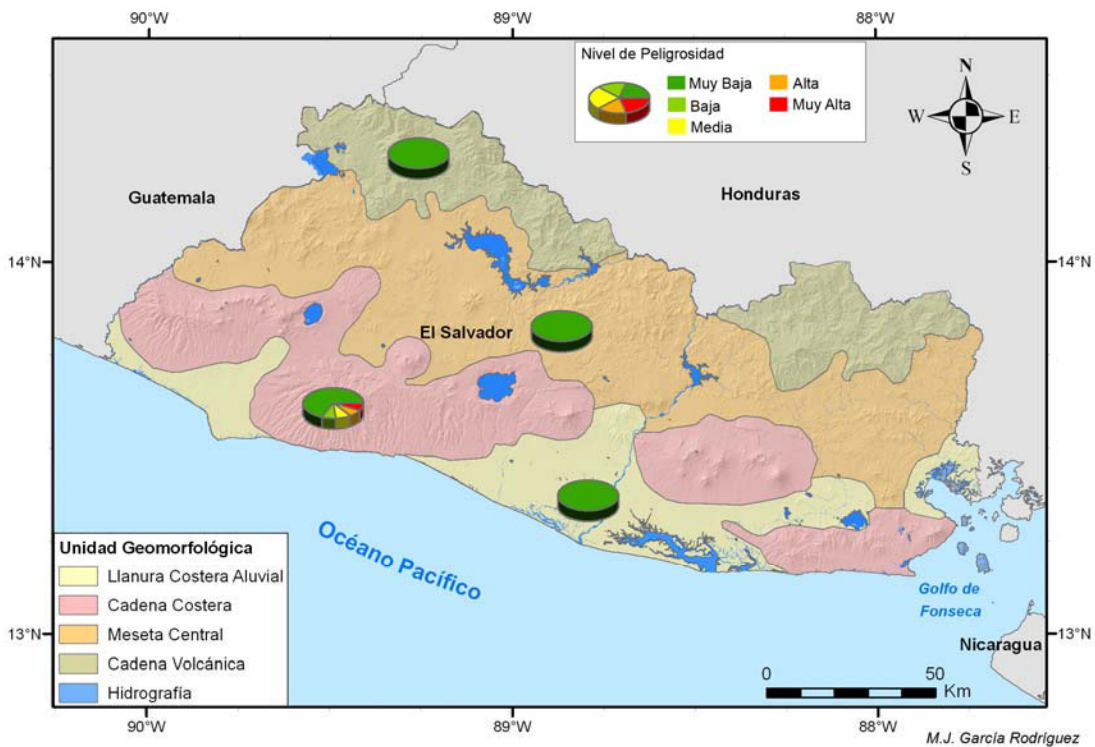 90°W
89°W
88°W
Nivel de Peligrosidad
Muy Baja
Baja
Media
Alta
Muy Alta
N
W
E
S
Guatemala
Honduras
14°N
14°N
El Salvador
Océano Pacífico
Golfo de
Fonseca
Nicaragua
13°N
13°N
Unidad Geomorfológica
Llanura Costera Aluvial
Cadena Costera
Meseta Central
Cadena Volcánica
Hidrografía
0
50
Km
90°W
89°W
88°W
M.J. García Rodríguez